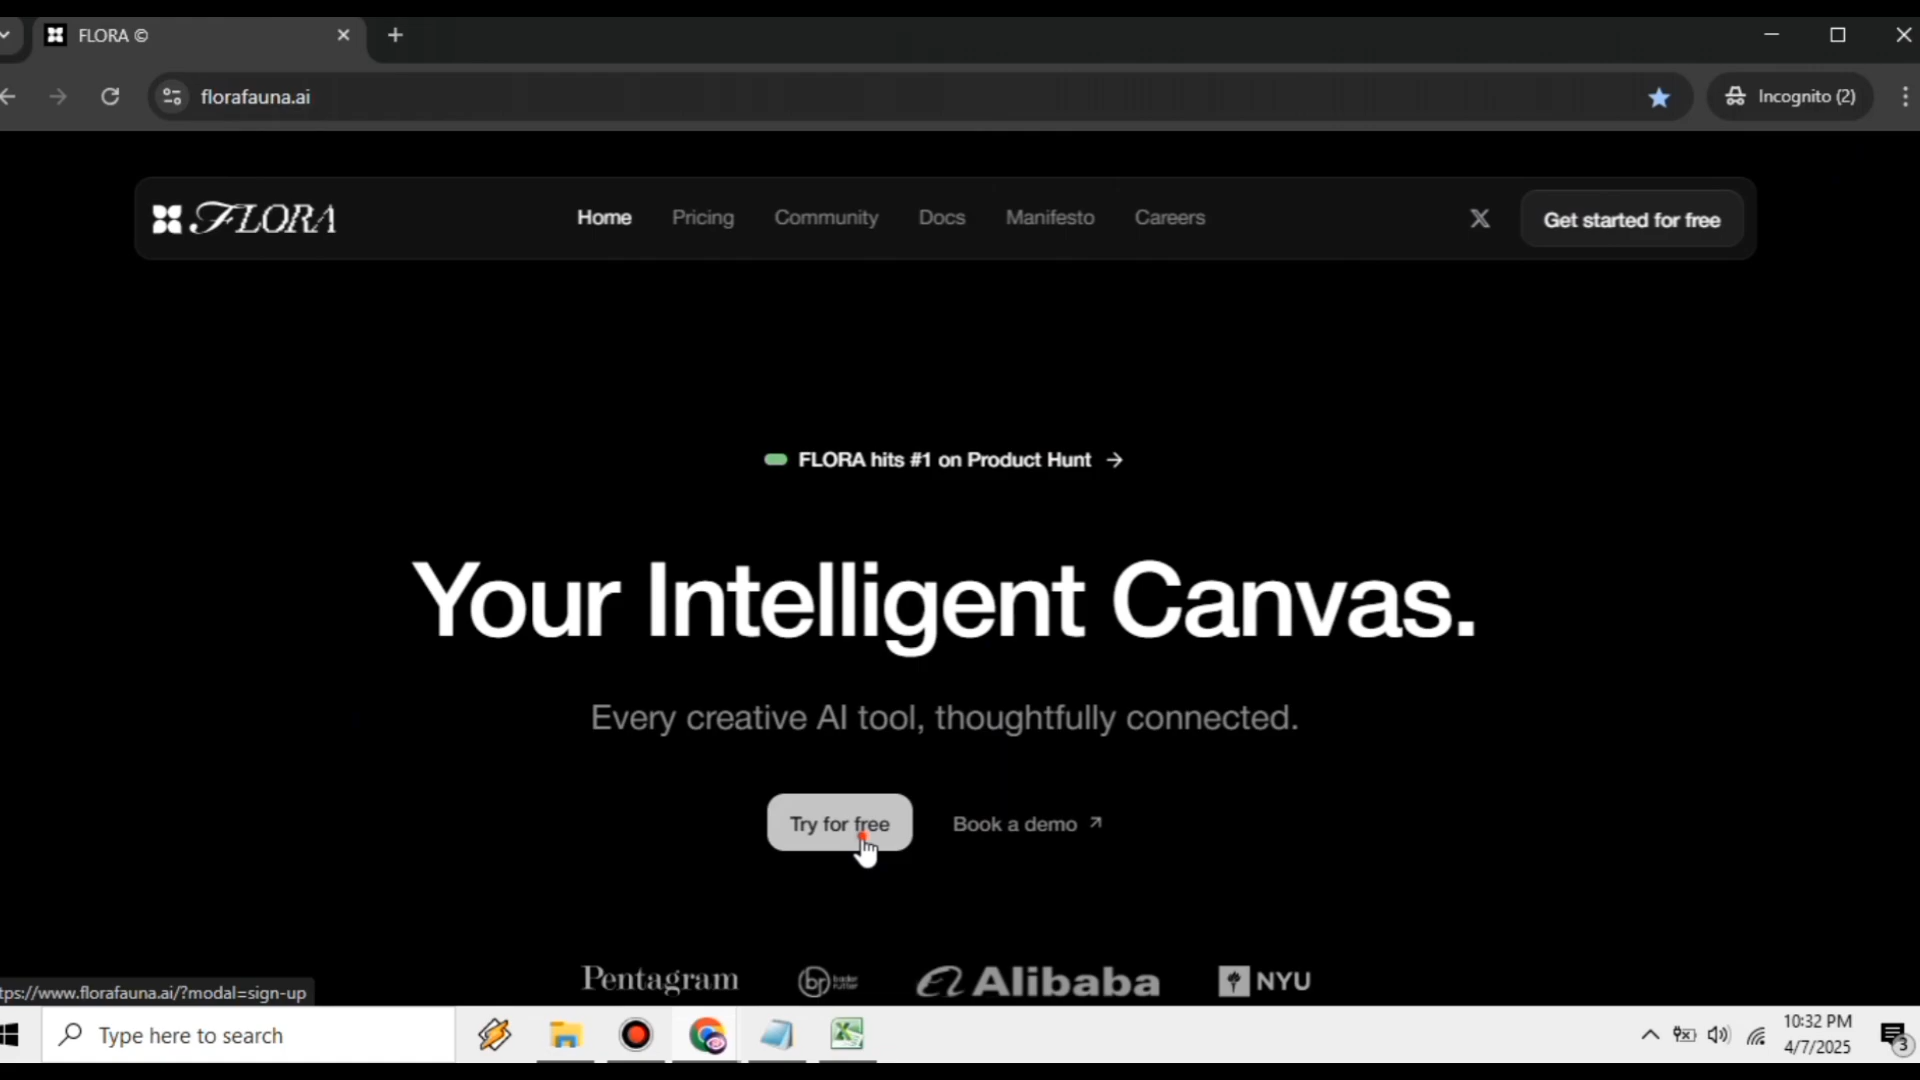 FLORA ©
florafauna.ai
Incognito (2)
FLORA
Home
Pricing
Community
Docs
Manifesto
Careers
X
Get started for free
FLORA hits #1 on Product Hunt →
Your Intelligent Canvas.
Every creative AI tool, thoughtfully connected.
Try for free
Book a demo ↗
Pentagram
br
Alibaba
NYU
tps://www.florafauna.ai/?modal=sign-up
Type here to search
10:32 PM
4/7/2025
3